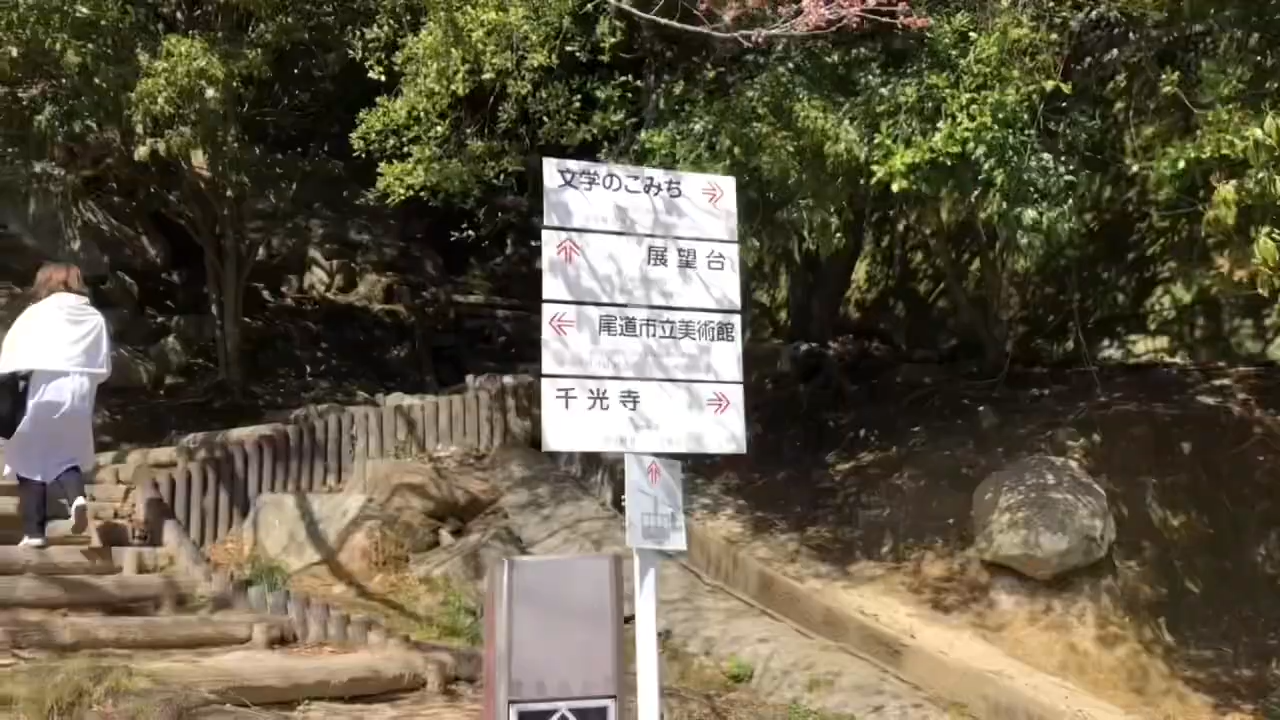 文学のこみち
展望台
尾道市立美術館
千光寺